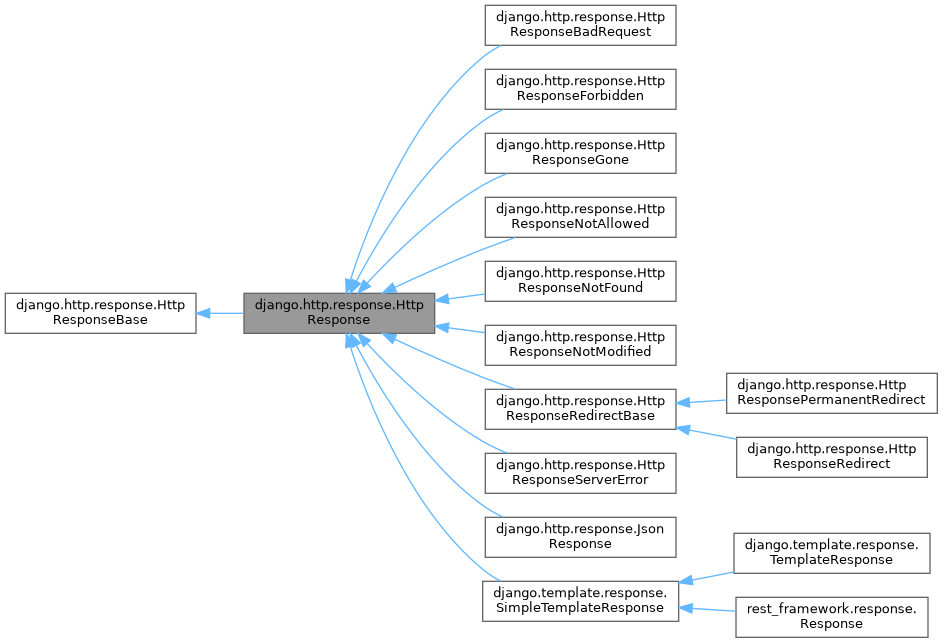 django.http.response.Http
ResponseBase
django.http.response.Http
Response
django.http.response.Http
ResponseBadRequest
django.http.response.Http
ResponseForbidden
django.http.response.Http
ResponseGone
django.http.response.Http
ResponseNotAllowed
django.http.response.Http
ResponseNotFound
django.http.response.Http
ResponseNotModified
django.http.response.Http
ResponseRedirectBase
django.http.response.Http
ResponseServerError
django.http.response.Json
Response
django.template.response.
SimpleTemplateResponse
django.http.response.Http
ResponsePermanentRedirect
django.http.response.Http
ResponseRedirect
django.template.response.
TemplateResponse
rest_framework.response.
Response